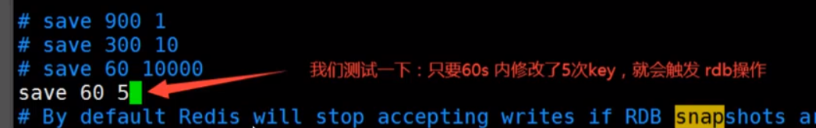 # save 900 1
# save 300 10
# save 60 10000
我们测试一下：只要60s 内修改了5次key，就会触发 rdb操作
save 60 5
# By default Redis will stop accepting writes if RDB snapshots a